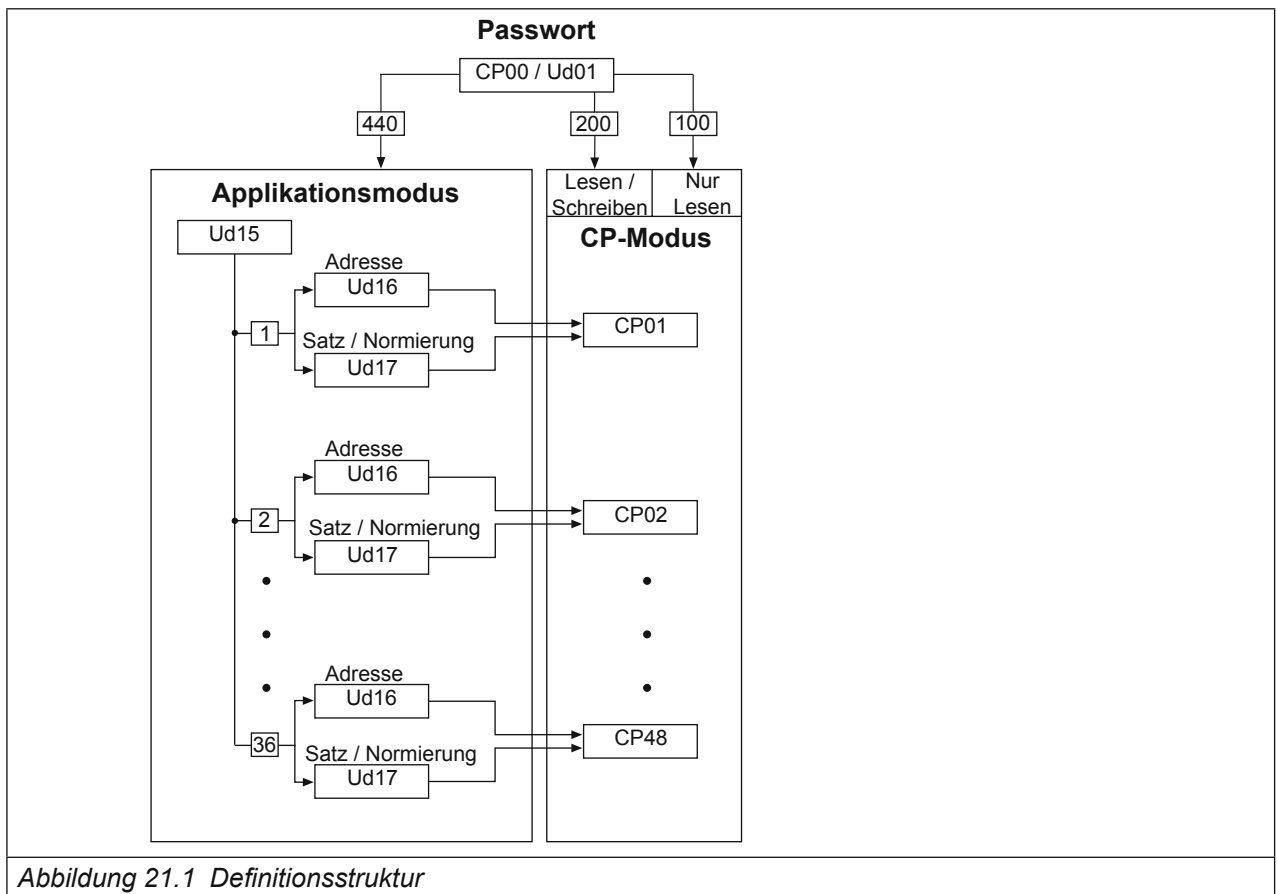 Passwort
CP00 / Ud01
440
200
100
Applikationsmodus
Lesen /
Schreiben
Nur
Lesen
CP-Modus
Ud15
Adresse
Ud16
1
Satz / Normierung
Ud17
CP01
Adresse
Ud16
2
Satz / Normierung
Ud17
CP02
Adresse
Ud16
36
Satz / Normierung
Ud17
CP48
Abbildung 21.1 Definitionsstruktur